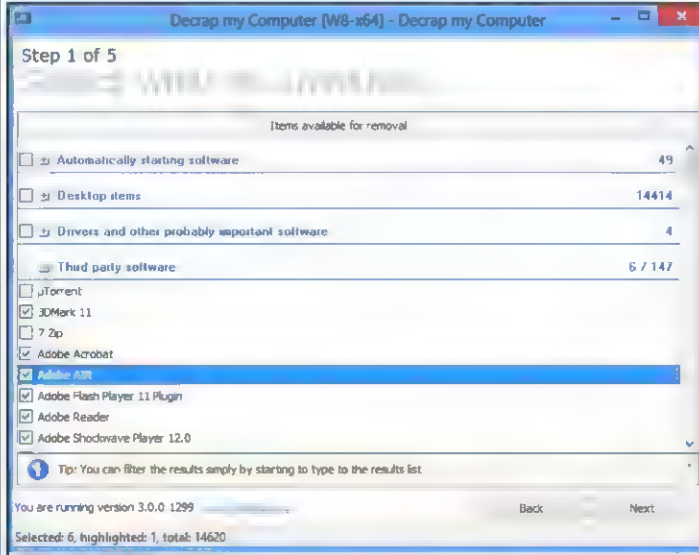 Decrap my Computer [W8-x64] - Decrap my Computer
Step 1 of 5
Items available for removal
Automatically starting software 49
Desktop items 14414
Drivers and other probably important software 4
Third party software 6 / 147
µTorrent
3DMark 11
7 Zip
Adobe Acrobat
Adobe AIR
Adobe Flash Player 11 Plugin
Adobe Reader
Adobe Shockwave Player 12.0
Tip: You can filter the results simply by starting to type to the results list
You are running version 3.0.0 1299
Back Next
Selected: 6, highlighted: 1, total: 14620